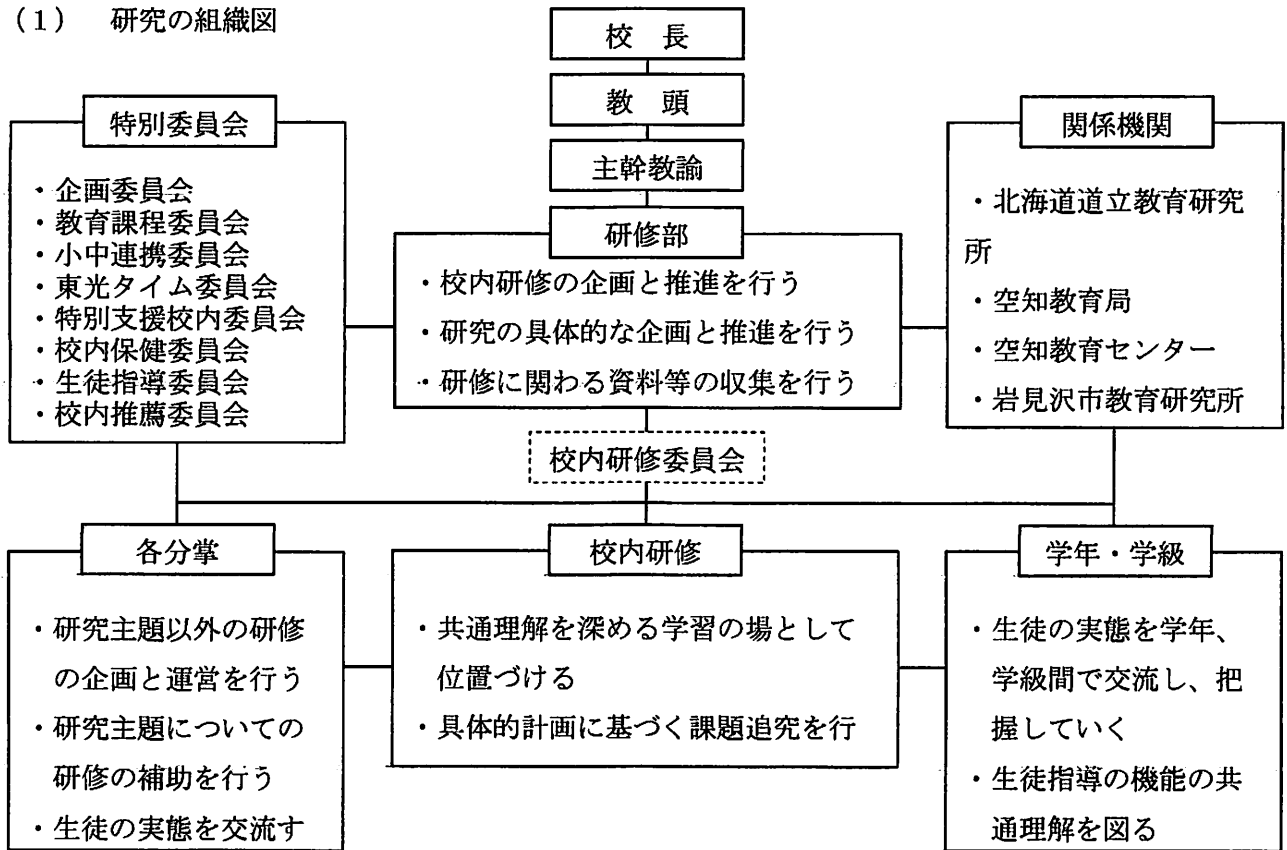 （1）　研究の組織図
校　長
教　頭
主幹教諭
特別委員会
・企画委員会
・教育課程委員会
・小中連携委員会
・東光タイム委員会
・特別支援校内委員会
・校内保健委員会
・生徒指導委員会
・校内推薦委員会
研修部
・校内研修の企画と推進を行う
・研究の具体的な企画と推進を行う
・研修に関わる資料等の収集を行う
関係機関
・北海道道立教育研究
所
・空知教育局
・空知教育センター
・岩見沢市教育研究所
校内研修委員会
各分掌
・研究主題以外の研修
の企画と運営を行う
・研究主題についての
研修の補助を行う
・生徒の実態を交流す
校内研修
・共通理解を深める学習の場として
位置づける
・具体的計画に基づく課題追究を行
学年・学級
・生徒の実態を学年、
学級間で交流し、把
握していく
・生徒指導の機能の共
通理解を図る